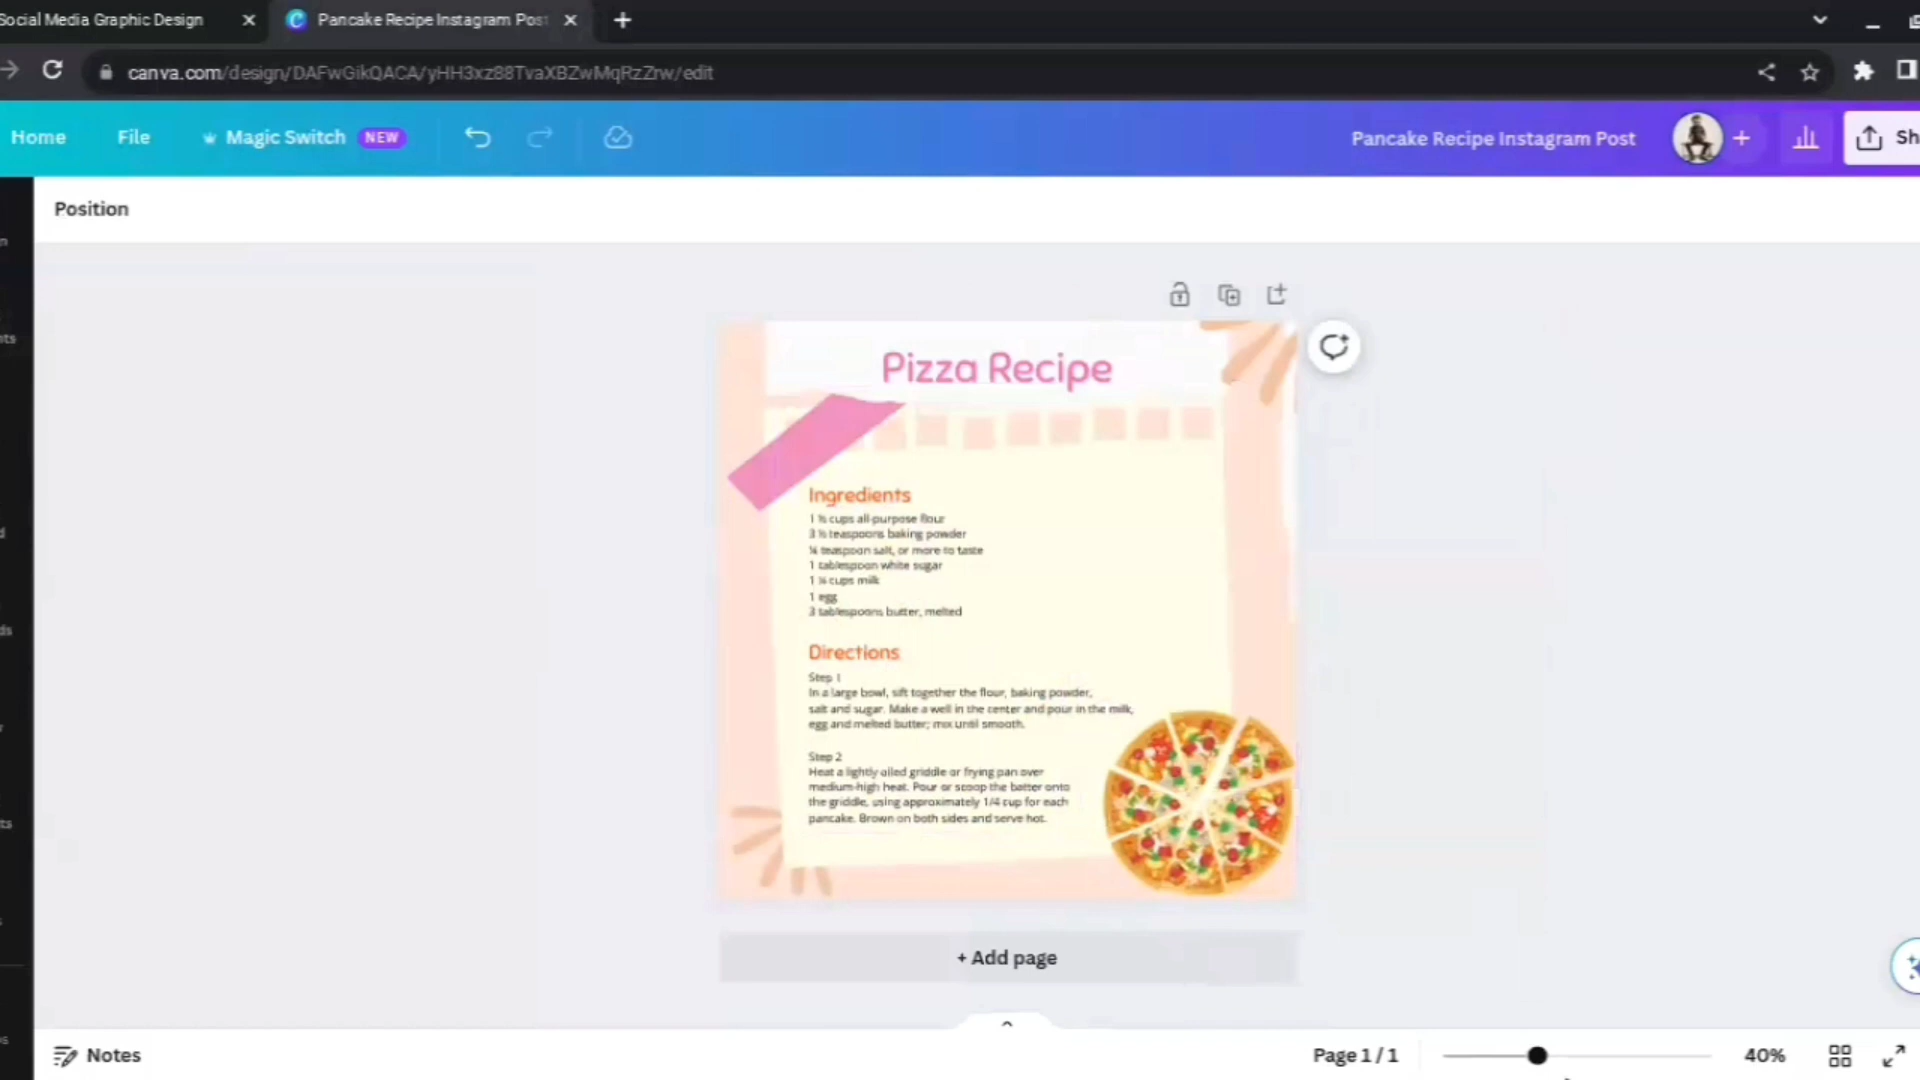 Social Media Graphic Design
Pancake Recipe Instagram Post
canva.com/design/DAFwGikQACA/yHH3xz88TvaXBZwMqRzZrw/edit
Home File Magic Switch NEW Pancake Recipe Instagram Post Sh
Position
Pizza Recipe
Ingredients
1 ½ cups all-purpose flour
3 ½ teaspoons baking powder
¼ teaspoon salt, or more to taste
1 tablespoon white sugar
1 ¼ cups milk
1 egg
3 tablespoons butter, melted
Directions
Step 1
In a large bowl, sift together the flour, baking powder,
salt and sugar. Make a well in the center and pour in the milk,
egg and melted butter; mix until smooth.
Step 2
Heat a lightly oiled griddle or frying pan over
medium-high heat. Pour or scoop the batter onto
the griddle, using approximately 1/4 cup for each
pancake. Brown on both sides and serve hot.
+ Add page
Notes Page 1 / 1 40%